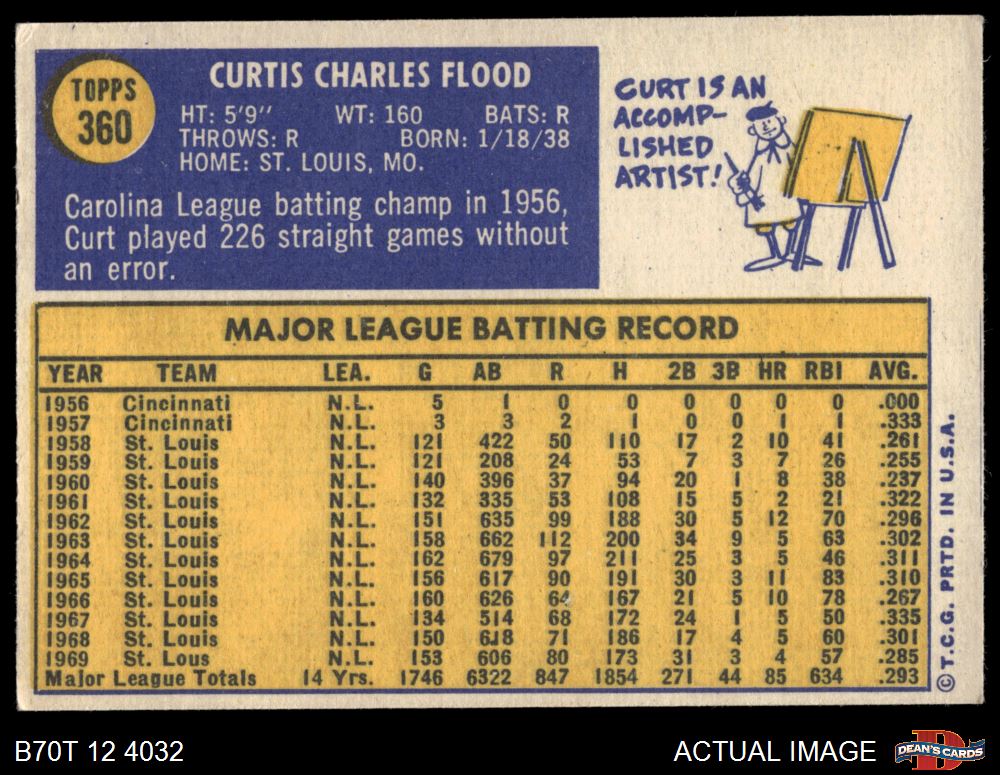 TOPPS
360
CURTIS CHARLES FLOOD
HT: 5'9" WT: 160 BATS: R
THROWS: R BORN: 1/18/38
HOME: ST. LOUIS, MO.
Carolina League batting champ in 1956,
Curt played 226 straight games without
an error.
CURT IS AN
ACCOMP-
LISHED
ARTIST!
MAJOR LEAGUE BATTING RECORD
YEAR TEAM LEA. G AB R H 2B 3B HR RBI AVG.
1956 Cincinnati N.L. 5 1 0 0 0 0 0 0 .000
1957 Cincinnati N.L. 3 3 2 1 0 0 1 1 .333
1958 St. Louis N.L. 121 422 50 110 17 2 10 41 .261
1959 St. Louis N.L. 121 208 24 53 7 3 7 26 .255
1960 St. Louis N.L. 140 396 37 94 20 1 8 38 .237
1961 St. Louis N.L. 132 335 53 108 15 5 2 21 .322
1962 St. Louis N.L. 151 635 99 188 30 5 12 70 .296
1963 St. Louis N.L. 158 662 112 200 34 9 5 63 .302
1964 St. Louis N.L. 162 679 97 211 25 3 5 46 .311
1965 St. Louis N.L. 156 617 90 191 30 3 11 83 .310
1966 St. Louis N.L. 160 626 64 167 21 5 10 78 .267
1967 St. Louis N.L. 134 514 68 172 24 1 5 50 .335
1968 St. Louis N.L. 150 618 71 186 17 4 5 60 .301
1969 St. Lous N.L. 153 606 80 173 31 3 4 57 .285
Major League Totals 14 Yrs. 1746 6322 847 1854 271 44 85 634 .293
©T.C.G. PRTD. IN U.S.A.
B70T 12 4032
ACTUAL IMAGE
D
DEAN'S CARDS